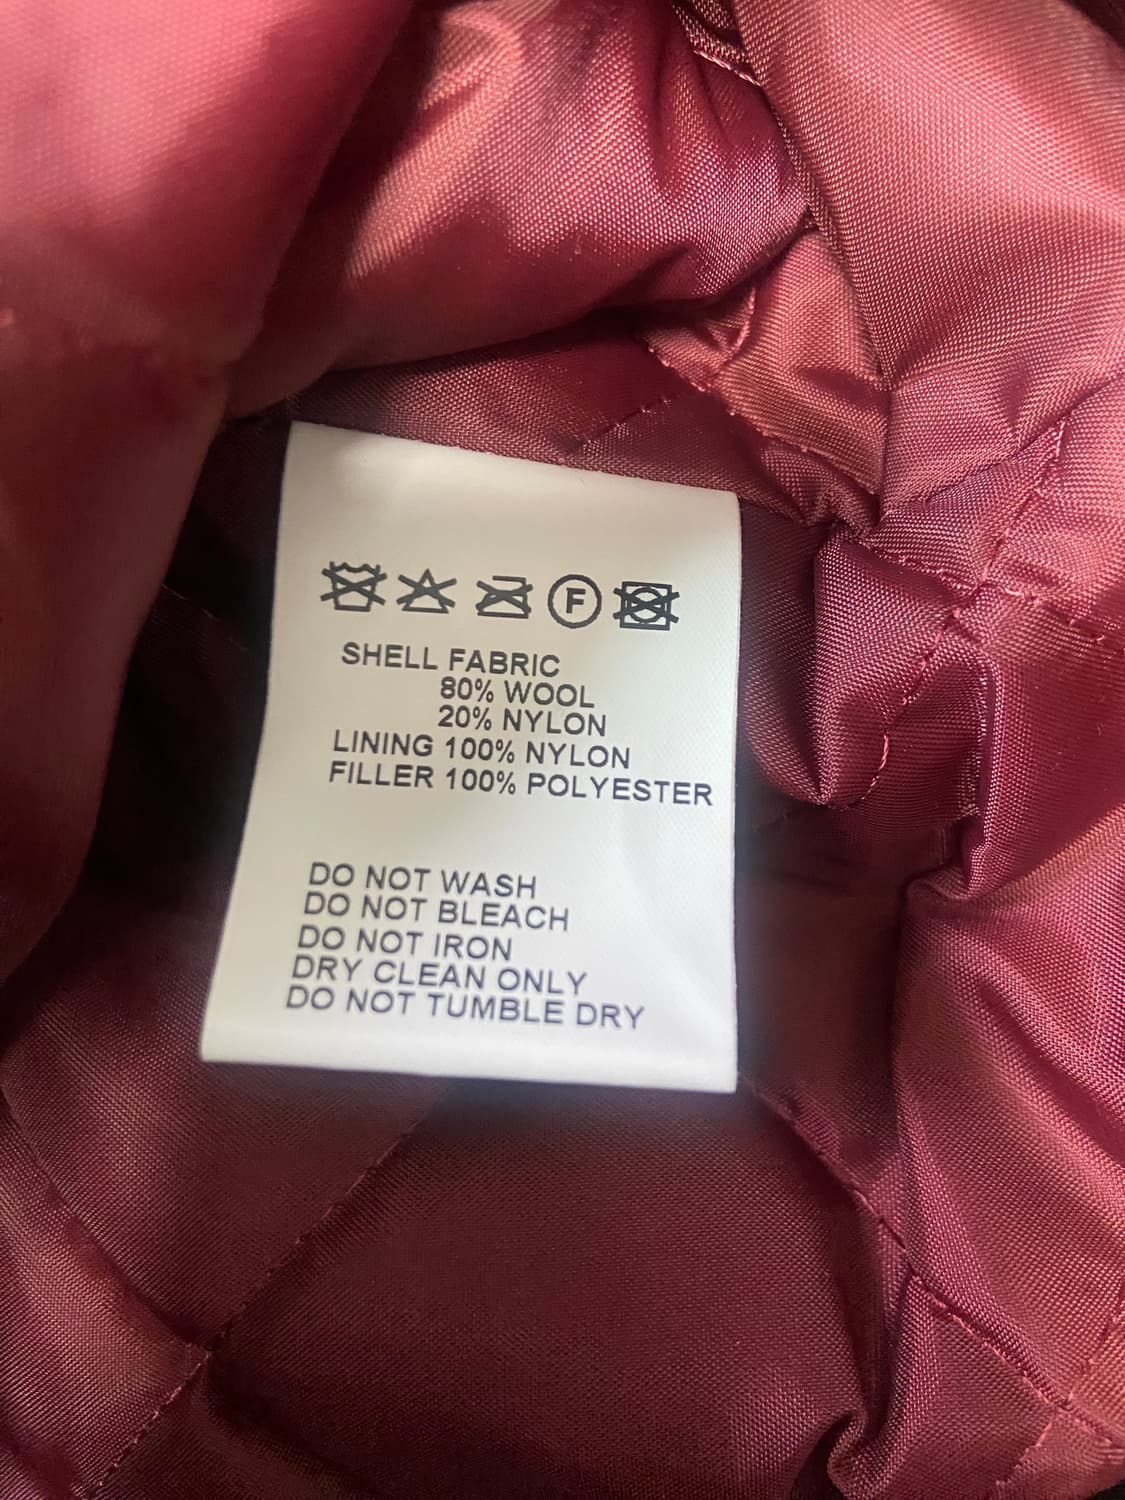 F
SHELL FABRIC
80% WOOL
20% NYLON
LINING 100% NYLON
FILLER 100% POLYESTER
DO NOT WASH
DO NOT BLEACH
DO NOT IRON
DRY CLEAN ONLY
DO NOT TUMBLE DRY